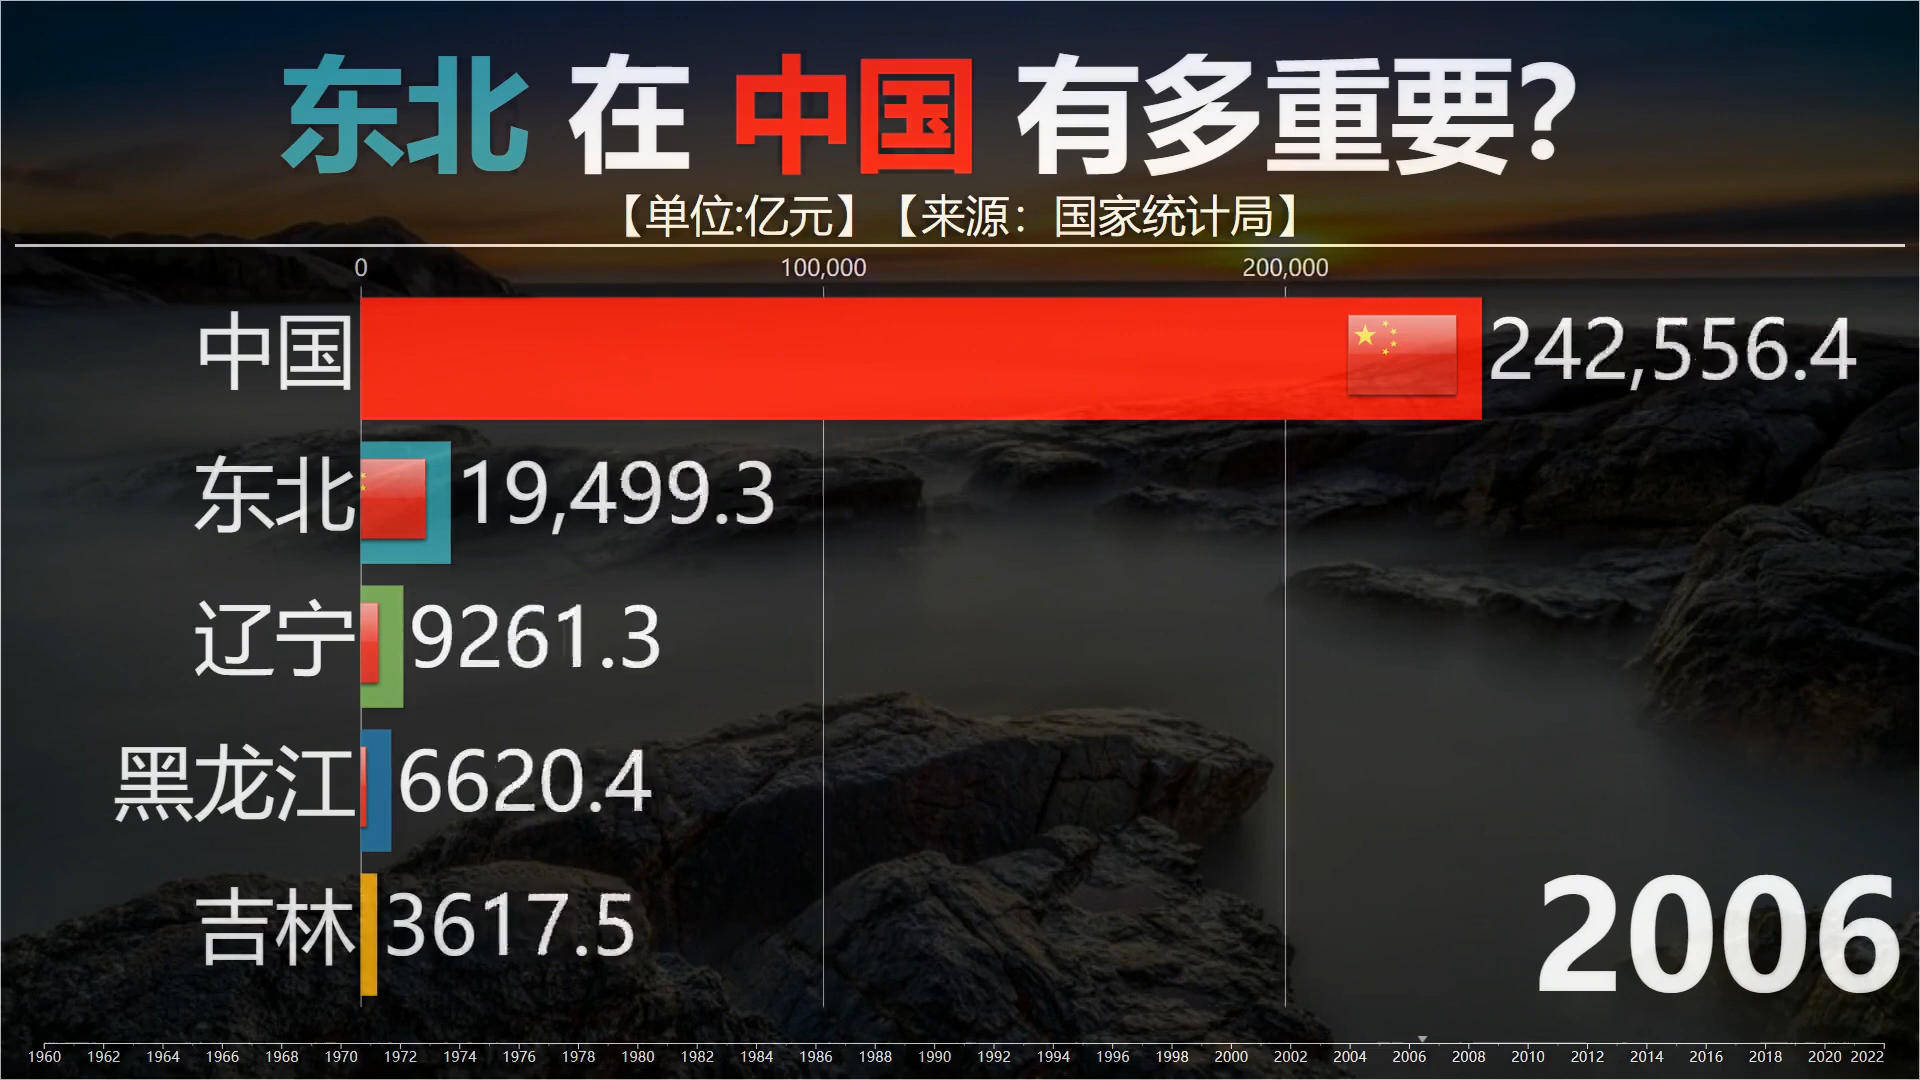 东北 在 中国 有多重要?
【单位:亿元】【来源：国家统计局】
0 100,000 200,000
中国 242,556.4
东北 19,499.3
辽宁 9261.3
黑龙江 6620.4
吉林 3617.5
2006
1960 1962 1964 1966 1968 1970 1972 1974 1976 1978 1980 1982 1984 1986 1988 1990 1992 1994 1996 1998 2000 2002 2004 2006 2008 2010 2012 2014 2016 2018 2020 2022